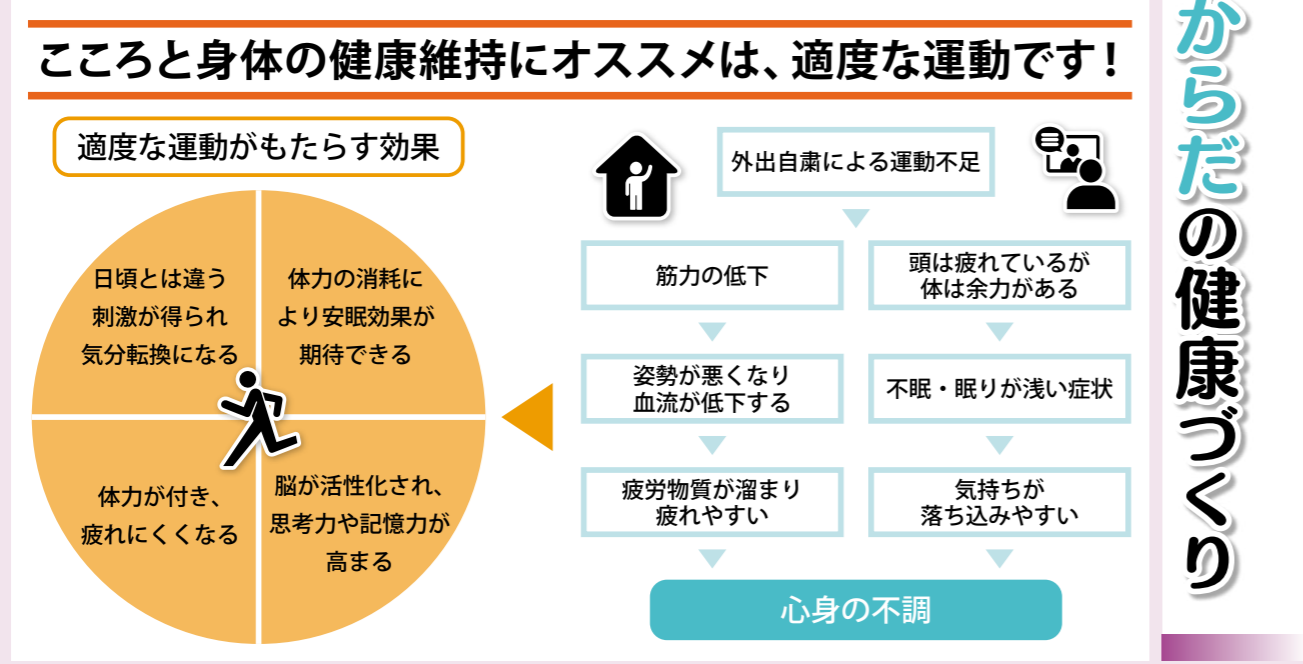 こころと身体の健康維持にオススメは、適度な運動です!
適度な運動がもたらす効果
日頃とは違う
刺激が得られ
気分転換になる
体力の消耗に
より安眠効果が
期待できる
体力が付き、
疲れにくくなる
脳が活性化され、
思考力や記憶力が
高まる
外出自粛による運動不足
筋力の低下
姿勢が悪くなり
血流が低下する
疲労物質が溜まり
疲れやすい
頭は疲れているが
体は余力がある
不眠・眠りが浅い症状
気持ちが
落ち込みやすい
心身の不調
からだの健康づくり